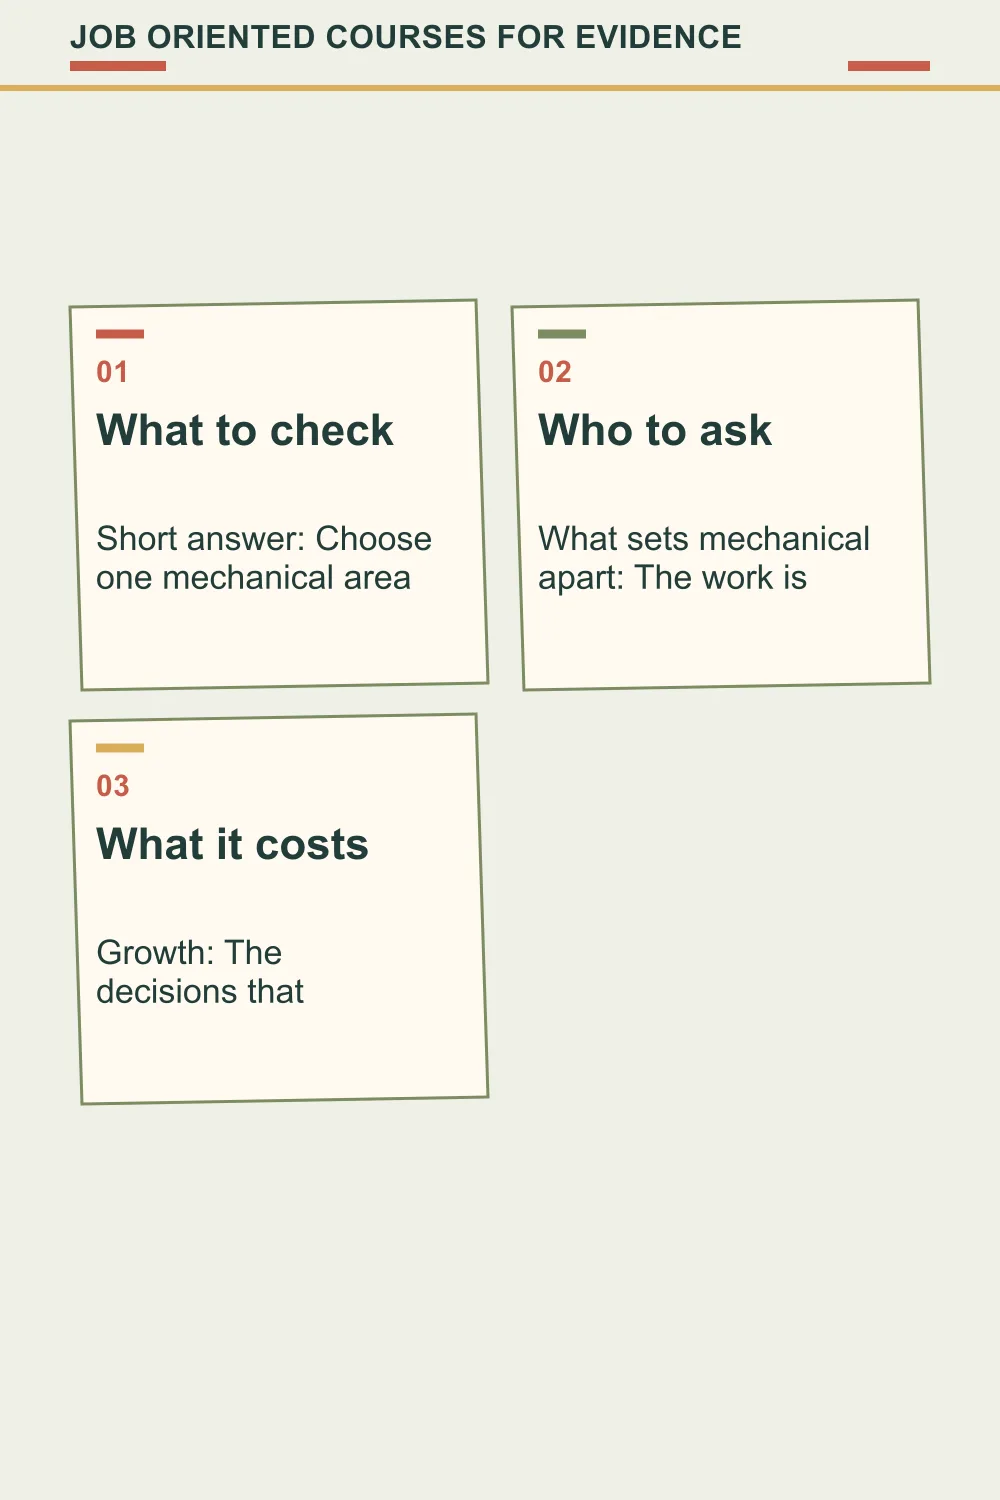 JOB ORIENTED COURSES FOR EVIDENCE
01
What to check
Short answer: Choose
one mechanical area
02
Who to ask
What sets mechanical
apart: The work is
03
What it costs
Growth: The
decisions that